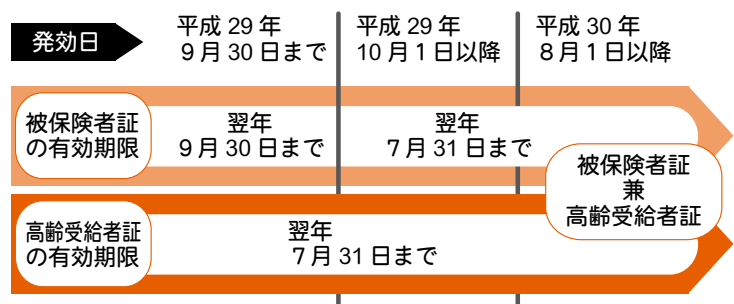 発効日
平成 29 年
９月 30 日まで
平成 29 年
10 月１日以降
平成 30 年
８月１日以降
被保険者証
の有効期限
翌年
９月 30 日まで
翌年
７月 31 日まで
被保険者証
兼
高齢受給者証
高齢受給者証
の有効期限
翌年
７月 31 日まで